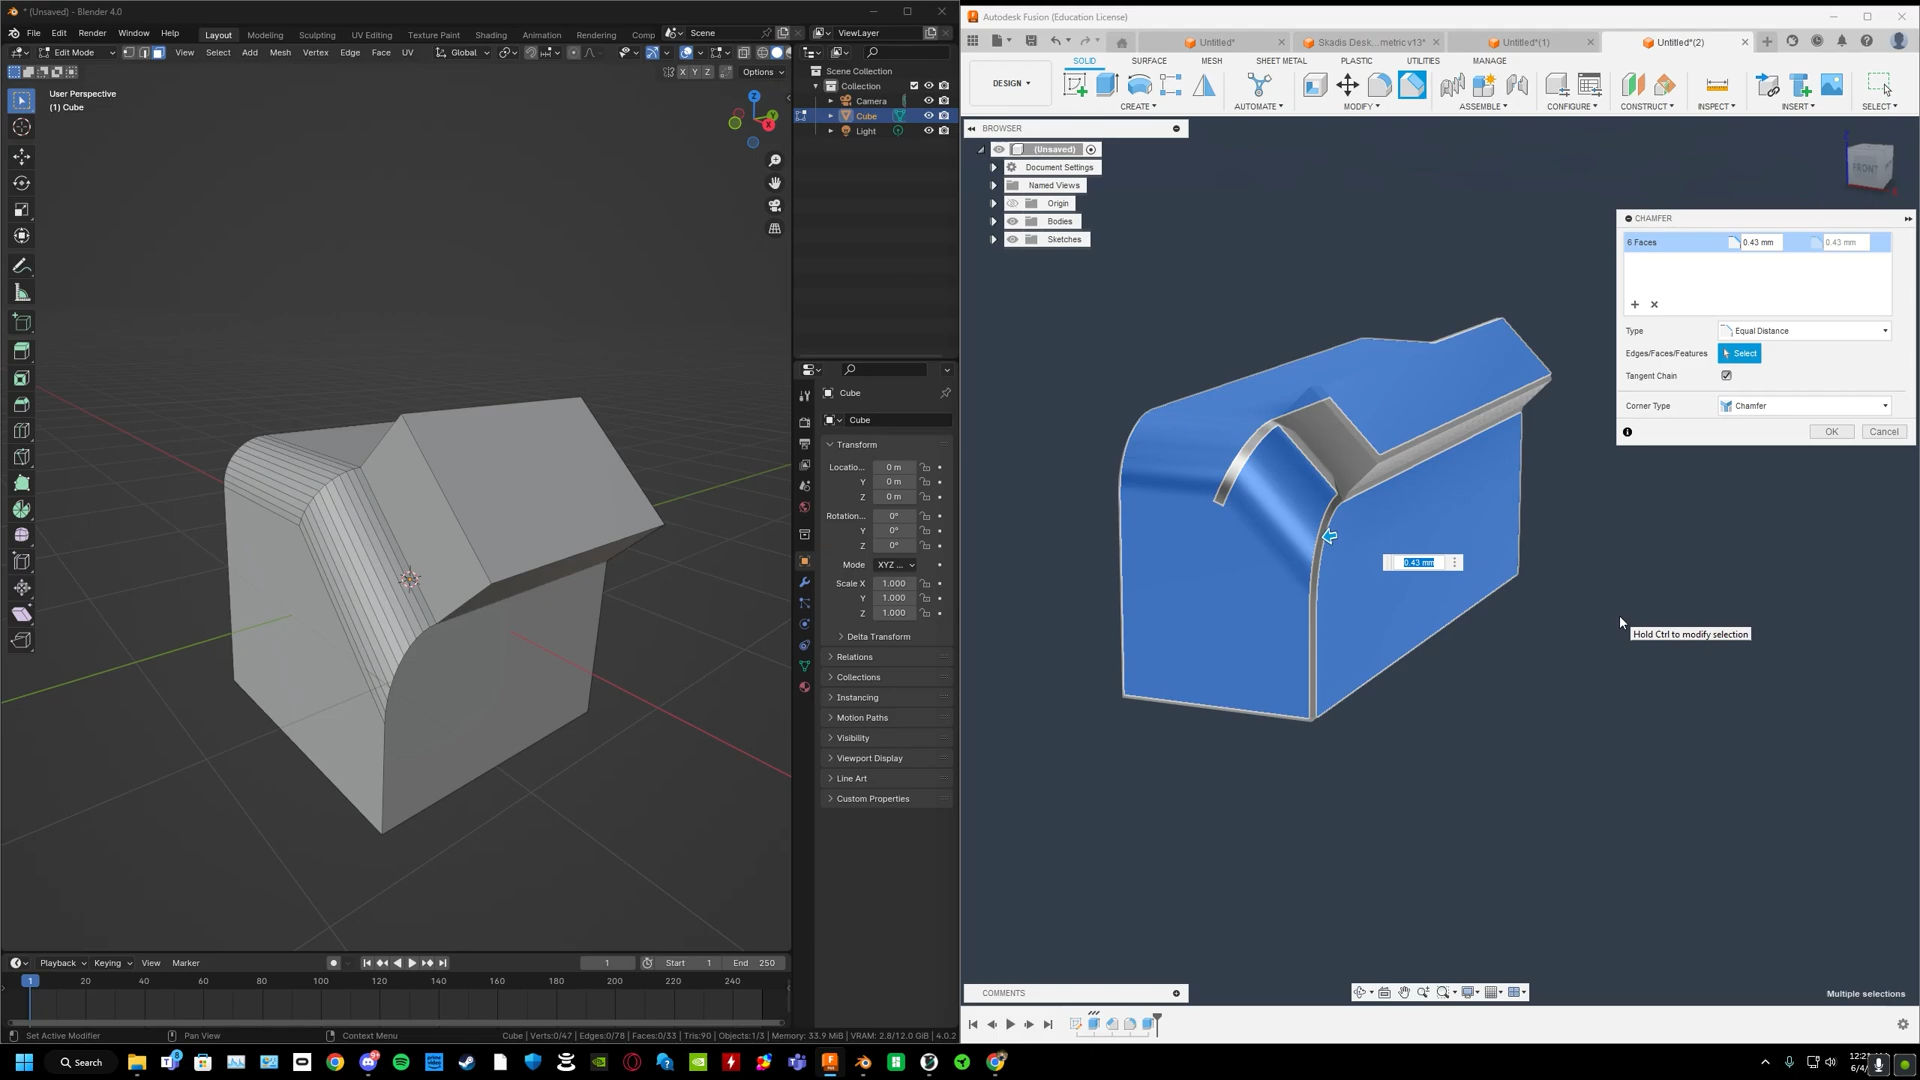 * (Unsaved) - Blender 4.0
File Edit Render Window Help
Layout Modeling Sculpting UV Editing Texture Paint Shading Animation Rendering Comp
Scene
ViewLayer
Edit Mode
View Select Add Mesh Vertex Edge Face UV
Global
X Y Z Options
User Perspective
(1) Cube
Scene Collection
Collection
Camera
Cube
Light
Cube
Cube
Transform
Locatio... 0 m
Y 0 m
Z 0 m
Rotation... 0°
Y 0°
Z 0°
Mode XYZ ...
Scale X 1.000
Y 1.000
Z 1.000
Delta Transform
Relations
Collections
Instancing
Motion Paths
Visibility
Viewport Display
Line Art
Custom Properties
Playback Keying View Marker
1 Start 1 End 250
1 20 40 60 80 100 120 140 160 180 200 220 240
Set Active Modifier Pan View Context Menu
Cube | Verts:0/47 | Edges:0/78 | Faces:0/33 | Tris:90 | Objects:1/3 | Memory: 33.9 MiB | VRAM: 2.8/12.0 GiB | 4.0.2
Autodesk Fusion (Education License)
Untitled*
Skadis Desk... metric v13*
Untitled*(1)
Untitled*(2)
DESIGN
SOLID SURFACE MESH SHEET METAL PLASTIC UTILITIES MANAGE
CREATE AUTOMATE MODIFY ASSEMBLE CONFIGURE CONSTRUCT INSPECT INSERT SELECT
BROWSER
(Unsaved)
Document Settings
Named Views
Origin
Bodies
Sketches
FRONT
CHAMFER
6 Faces 0.43 mm 0.43 mm
Type Equal Distance
Edges/Faces/Features Select
Tangent Chain
Corner Type Chamfer
OK Cancel
0.43 mm
Hold Ctrl to modify selection
COMMENTS
Multiple selections
Search